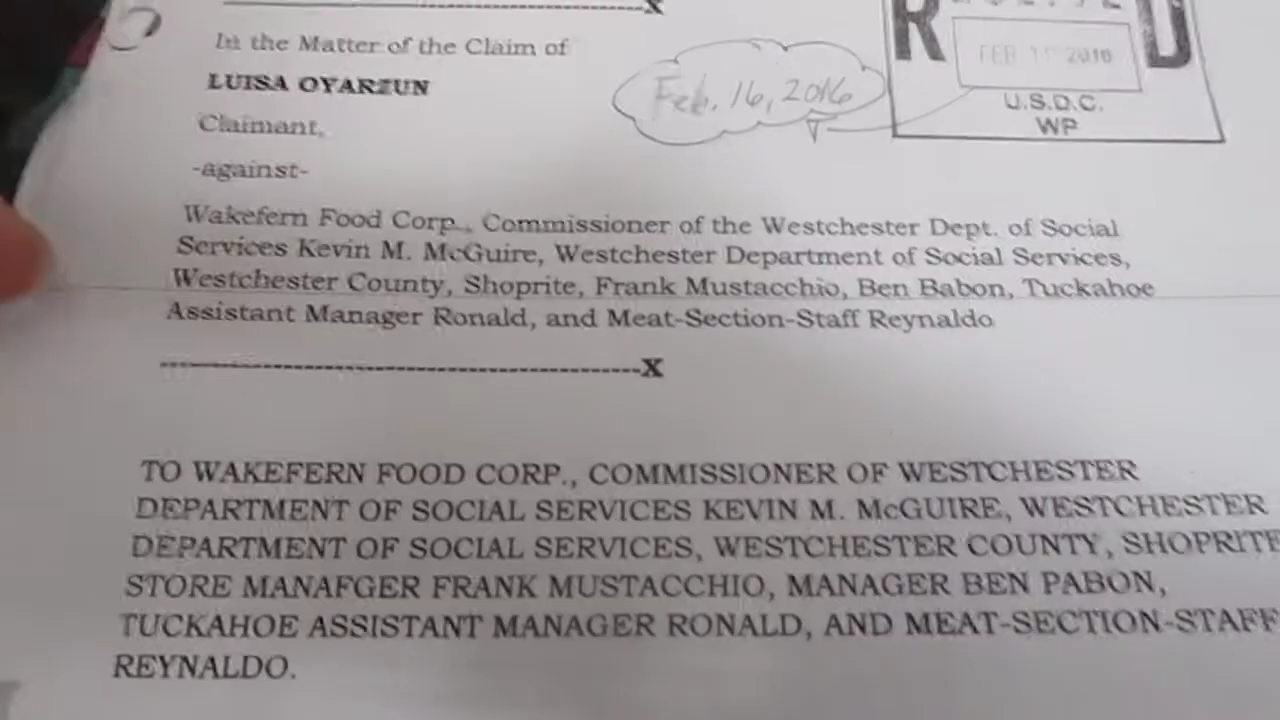 In the Matter of the Claim of
LUISA OYARZUN
Claimant,
-against-
Feb. 16, 2016
R D
FEB 2016
U.S.D.C.
WP
Wakefern Food Corp., Commissioner of the Westchester Dept. of Social
Services Kevin M. McGuire, Westchester Department of Social Services,
Westchester County, Shoprite, Frank Mustacchio, Ben Babon, Tuckahoe
Assistant Manager Ronald, and Meat-Section-Staff Reynaldo
-------------------------------------------X
TO WAKEFERN FOOD CORP., COMMISSIONER OF WESTCHESTER
DEPARTMENT OF SOCIAL SERVICES KEVIN M. McGUIRE, WESTCHESTER
DEPARTMENT OF SOCIAL SERVICES, WESTCHESTER COUNTY, SHOPRITE
STORE MANAFGER FRANK MUSTACCHIO, MANAGER BEN PABON,
TUCKAHOE ASSISTANT MANAGER RONALD, AND MEAT-SECTION-STAFF
REYNALDO.